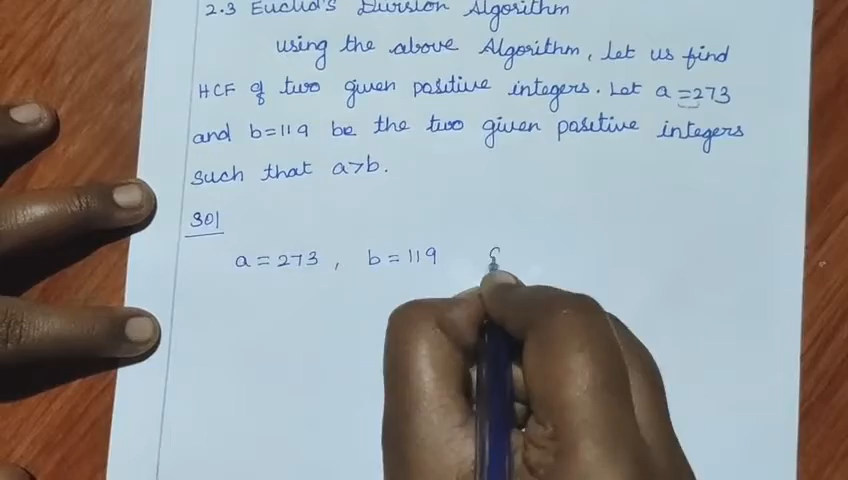 2.3 Euclid's Division Algorithm
using the above Algorithm, Let us find
HCF of two given positive integers. Let a = 273
and b=119 be the two given positive integers
such that a>b.
Sol
a = 273 , b = 119